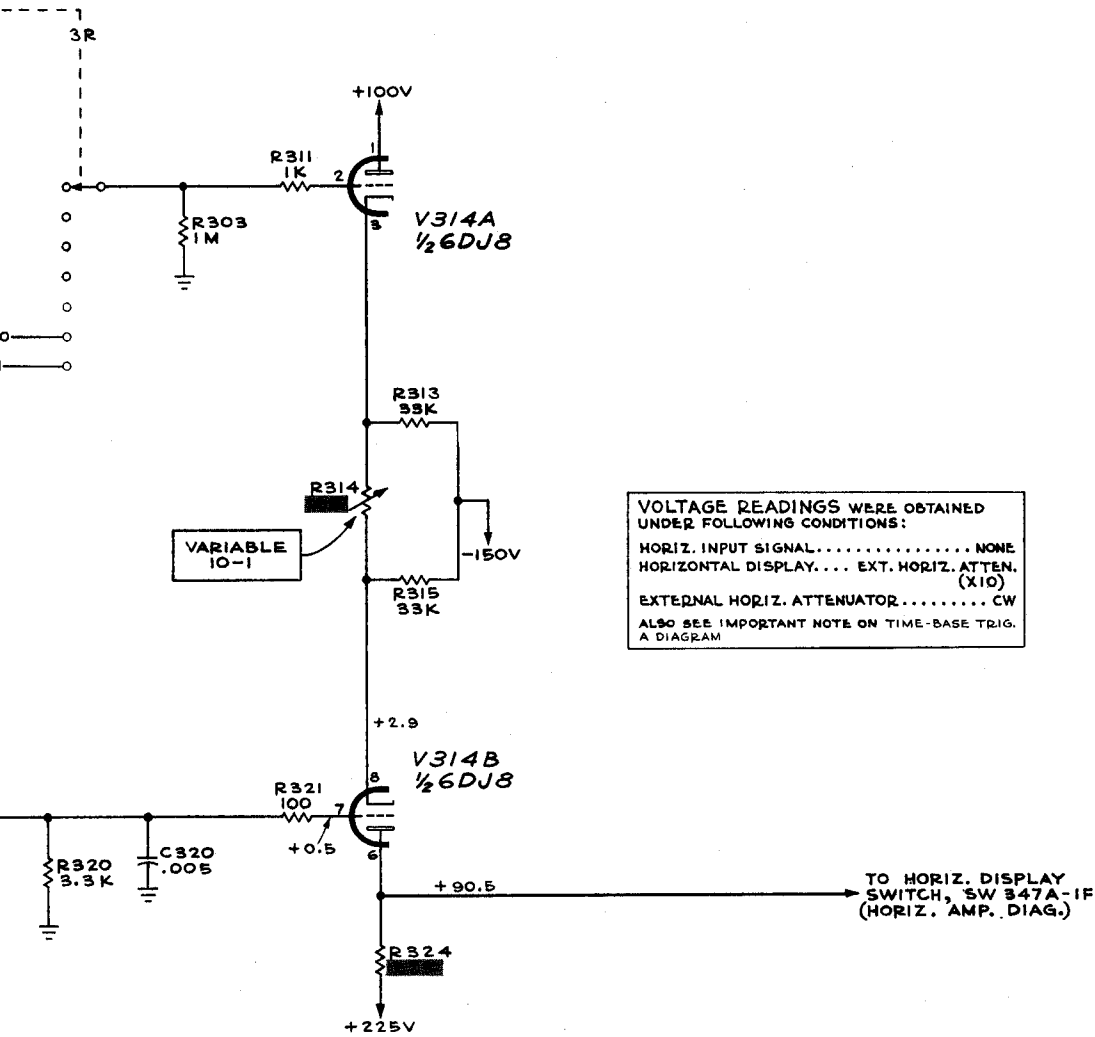 3R
+100V
1
R311
1K
2
3
R303
1M
V314A
½6DJ8
R313
33K
R314
VARIABLE
10-1
-150V
R315
33K
VOLTAGE READINGS WERE OBTAINED
UNDER FOLLOWING CONDITIONS:
HORIZ. INPUT SIGNAL................ NONE
HORIZONTAL DISPLAY.... EXT. HORIZ. ATTEN.
(X10)
EXTERNAL HORIZ. ATTENUATOR......... CW
ALSO SEE IMPORTANT NOTE ON TIME-BASE TRIG.
A DIAGRAM
+2.9
V314B
½6DJ8
8
R321
100
7
+0.5
6
R320
3.3K
C320
.005
+90.5
TO HORIZ. DISPLAY
SWITCH, SW 347A-1F
(HORIZ. AMP. DIAG.)
R324
+225V